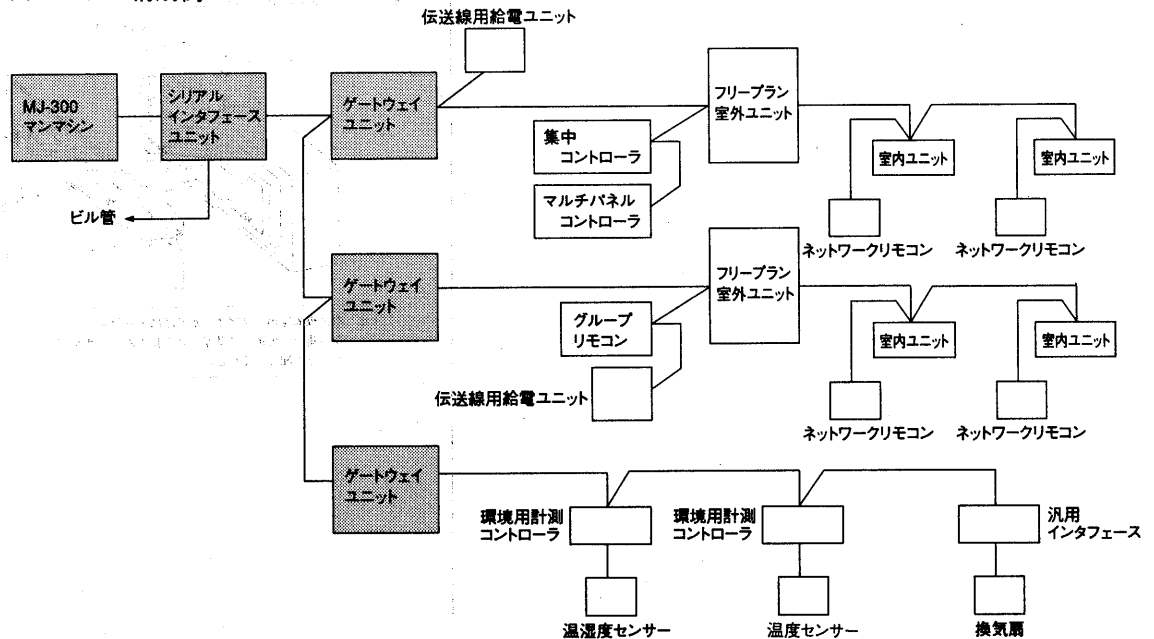 伝送線用給電ユニット
MJ-300
マンマシン
シリアル
インタフェース
ユニット
ゲートウェイ
ユニット
フリープラン
室外ユニット
集中
コントローラ
マルチパネル
コントローラ
室内ユニット
室内ユニット
ビル管
ネットワークリモコン
ネットワークリモコン
ゲートウェイ
ユニット
フリープラン
室外ユニット
グループ
リモコン
室内ユニット
室内ユニット
伝送線用給電ユニット
ネットワークリモコン
ネットワークリモコン
ゲートウェイ
ユニット
環境用計測
コントローラ
環境用計測
コントローラ
汎用
インタフェース
温湿度センサー
温度センサー
換気扇